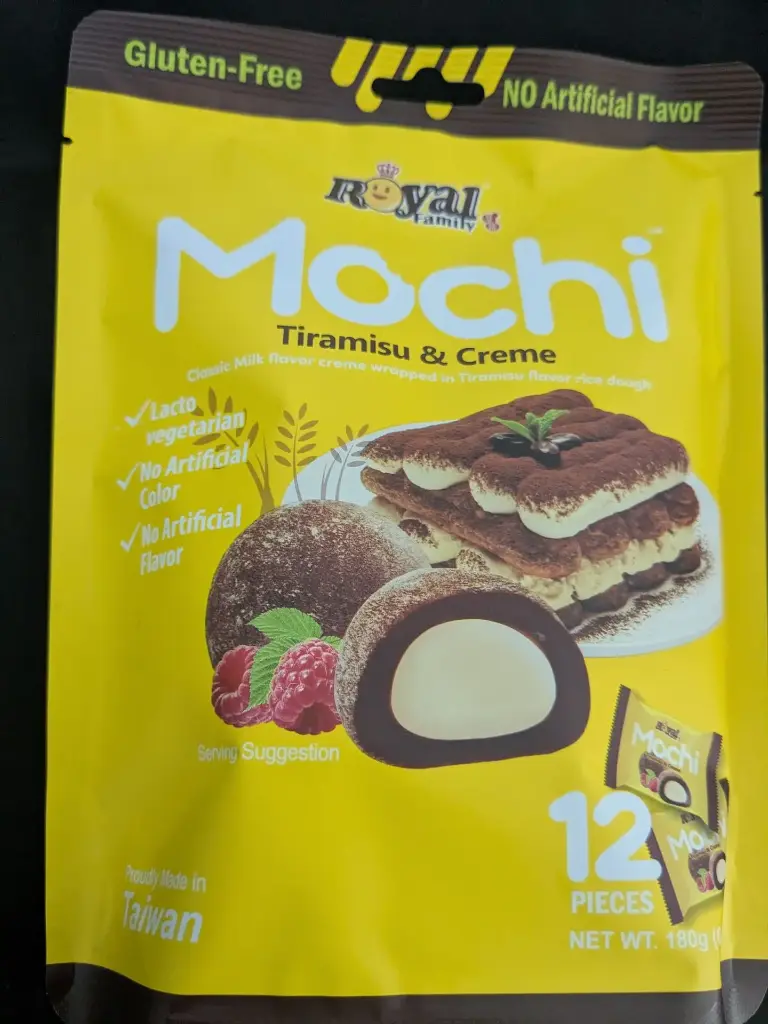 Gluten-Free
NO Artificial Flavor
Royal
Family
Mochi
Tiramisu & Creme
Classic Milk flavor creme wrapped in Tiramisu flavor rice dough
✓Lacto
vegetarian
✓No Artificial
Color
✓No Artificial
Flavor
Serving Suggestion
Mochi
12
PIECES
NET WT. 180g
Proudly Made in
Taiwan